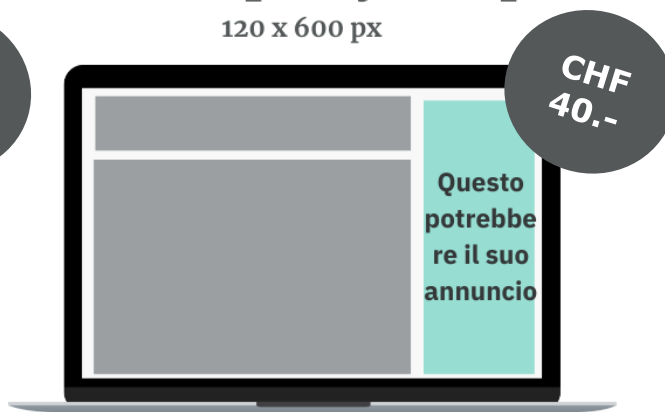 120 x 600 px
CHF
40.-
Questo
potrebbe
re il suo
annuncio